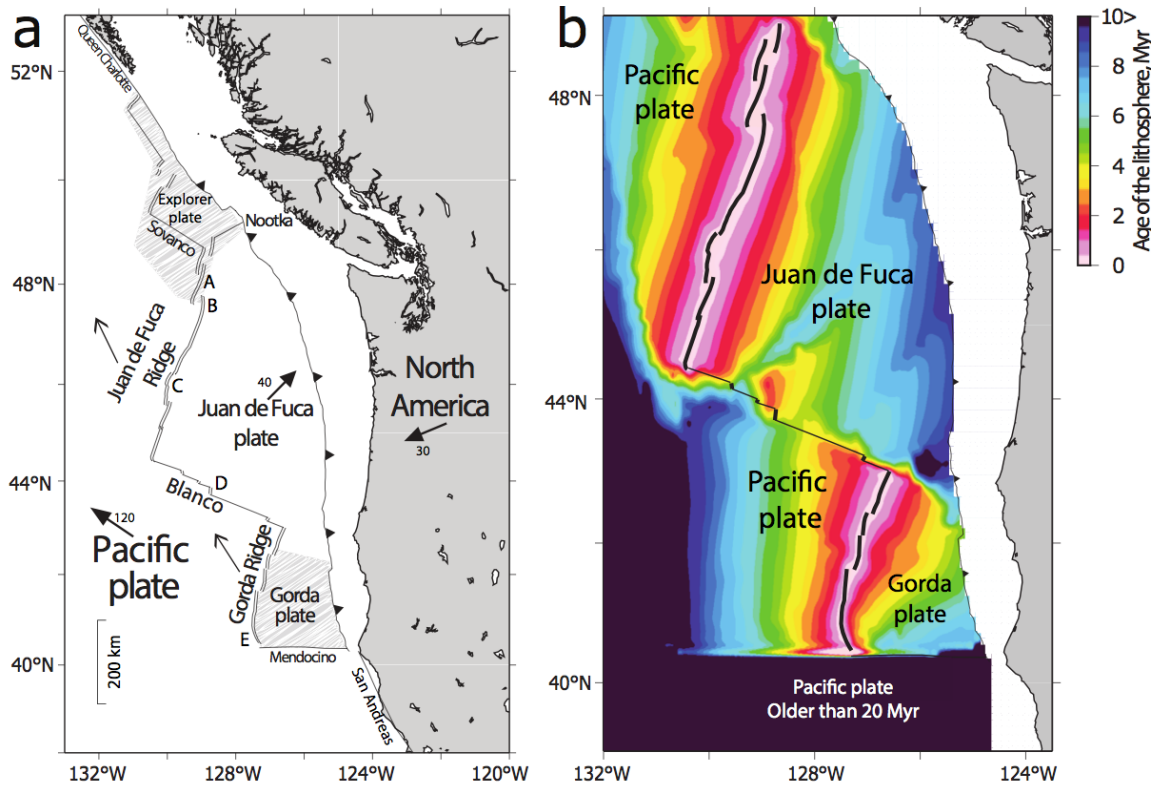 a
52°N
48°N
44°N
40°N
132°W
128°W
124°W
120°W
Queen Charlotte
Explorer
plate
Sovanco
Nootka
A
B
Juan de Fuca
Ridge
C
40
Juan de Fuca
plate
North
America
30
D
Blanco
120
Pacific
plate
Gorda Ridge
Gorda
plate
E
Mendocino
San Andreas
200 km
b
48°N
44°N
40°N
132°W
128°W
124°W
Pacific
plate
Juan de Fuca
plate
Pacific
plate
Gorda
plate
Pacific plate
Older than 20 Myr
10>
8
6
4
2
0
Age of the lithosphere, Myr